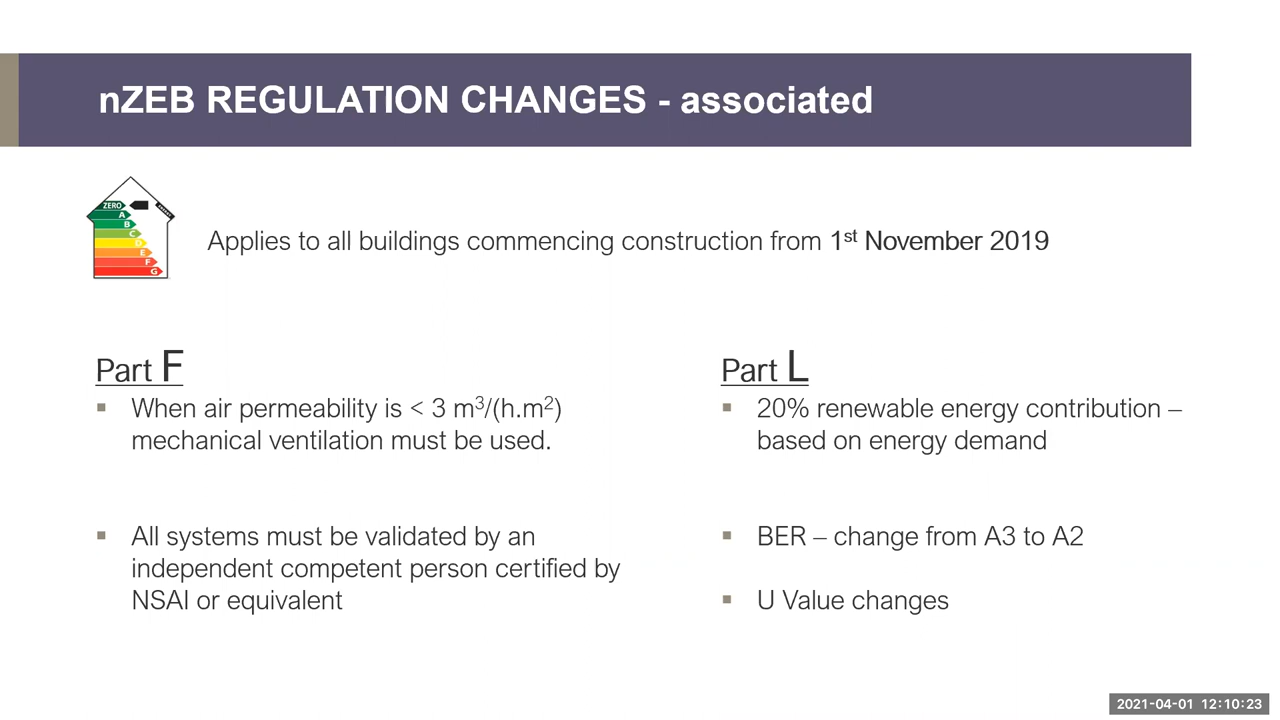 nZEB REGULATION CHANGES - associated
ZERO
A
B
C
D
E
F
G
Applies to all buildings commencing construction from 1st November 2019
Part F
▪ When air permeability is < 3 m³/(h.m²)
mechanical ventilation must be used.
▪ All systems must be validated by an
independent competent person certified by
NSAI or equivalent
Part L
▪ 20% renewable energy contribution –
based on energy demand
▪ BER – change from A3 to A2
▪ U Value changes
2021-04-01 12:10:23